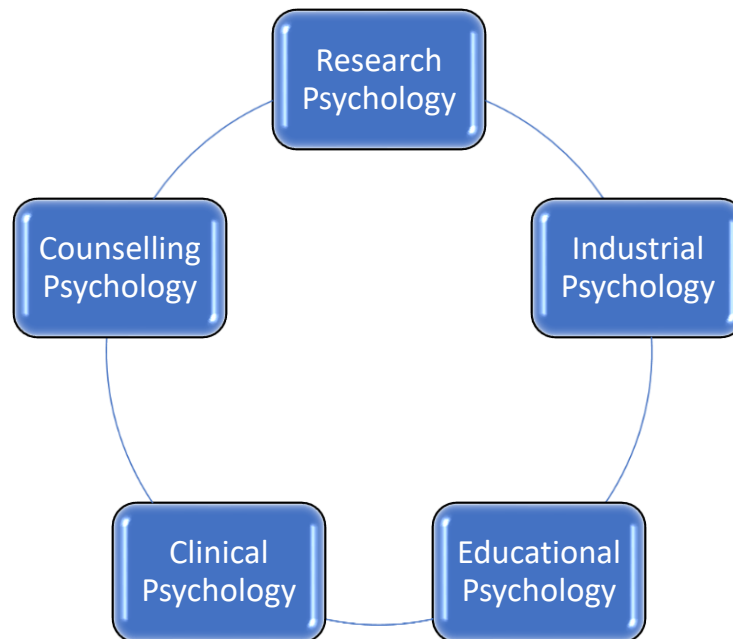 Research
Psychology
Industrial
Psychology
Educational
Psychology
Clinical
Psychology
Counselling
Psychology